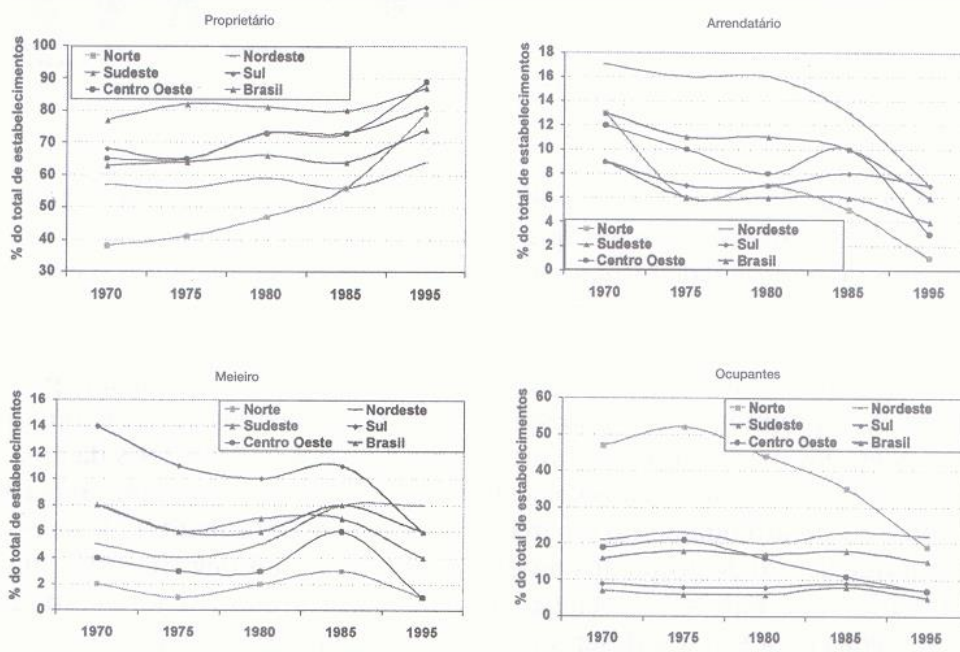 Proprietário
% do total de estabelecimentos
100
90
80
70
60
50
40
30
Norte Nordeste
Sudeste Sul
Centro Oeste Brasil
1970 1975 1980 1985 1995
Arrendatário
% do total de estabelecimentos
18
16
14
12
10
8
6
4
2
0
Norte Nordeste
Sudeste Sul
Centro Oeste Brasil
1970 1975 1980 1985 1995
Meieiro
% do total de estabelecimentos
16
14
12
10
8
6
4
2
0
Norte Nordeste
Sudeste Sul
Centro Oeste Brasil
1970 1975 1980 1985 1995
Ocupantes
% do total de estabelecimentos
60
50
40
30
20
10
0
Norte Nordeste
Sudeste Sul
Centro Oeste Brasil
1970 1975 1980 1985 1995